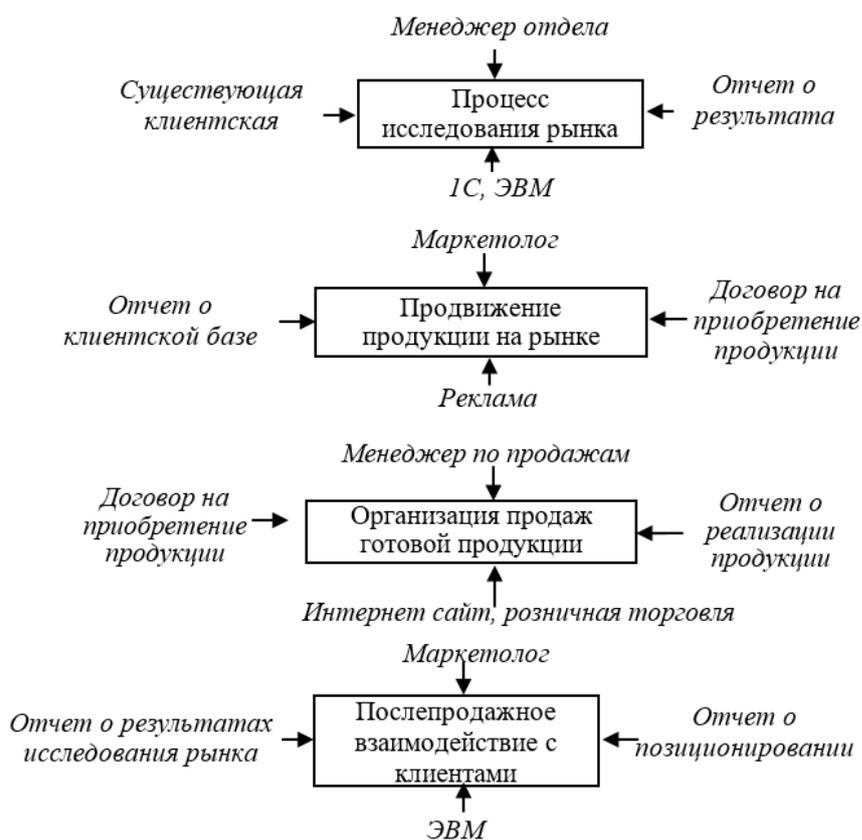 Менеджер отдела
Существующая
клиентская
Процесс
исследования рынка
Отчет о
результата
1С, ЭВМ
Маркетолог
Отчет о
клиентской базе
Продвижение
продукции на рынке
Договор на
приобретение
продукции
Реклама
Менеджер по продажам
Договор на
приобретение
продукции
Организация продаж
готовой продукции
Отчет о
реализации
продукции
Интернет сайт, розничная торговля
Маркетолог
Отчет о результатах
исследования рынка
Послепродажное
взаимодействие с
клиентами
Отчет о
позиционировании
ЭВМ